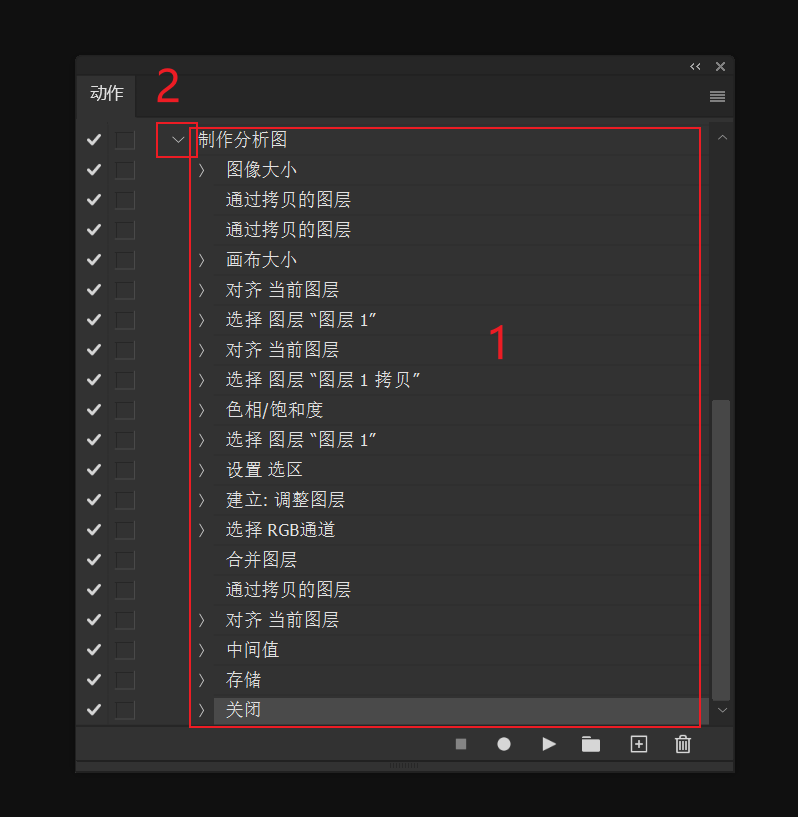 动作
2
制作分析图
图像大小
通过拷贝的图层
通过拷贝的图层
画布大小
对齐 当前图层
选择 图层 “图层 1”
对齐 当前图层
1
选择 图层 “图层 1 拷贝”
色相/饱和度
选择 图层 “图层 1”
设置 选区
建立: 调整图层
选择 RGB通道
合并图层
通过拷贝的图层
对齐 当前图层
中间值
存储
关闭